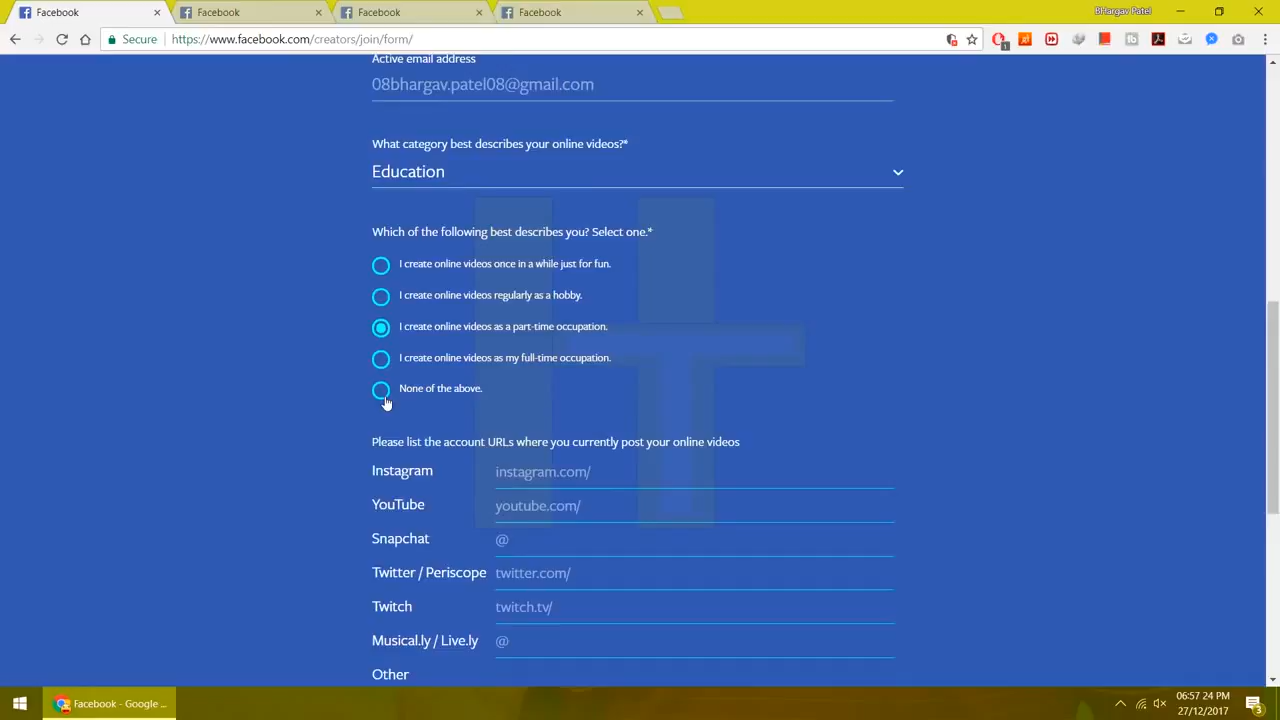 Facebook
Facebook
Facebook
Facebook
BHargav Patel
Secure
https://www.facebook.com/creators/join/form/
Active email address
08bhargav.patel08@gmail.com
What category best describes your online videos?*
Education
Which of the following best describes you? Select one.*
I create online videos once in a while just for fun.
I create online videos regularly as a hobby.
I create online videos as a part-time occupation.
I create online videos as my full-time occupation.
None of the above.
Please list the account URLs where you currently post your online videos
Instagram instagram.com/
YouTube youtube.com/
Snapchat @
Twitter / Periscope twitter.com/
Twitch twitch.tv/
Musical.ly / Live.ly @
Other
Facebook - Google ...
06:57:24 PM
27/12/2017